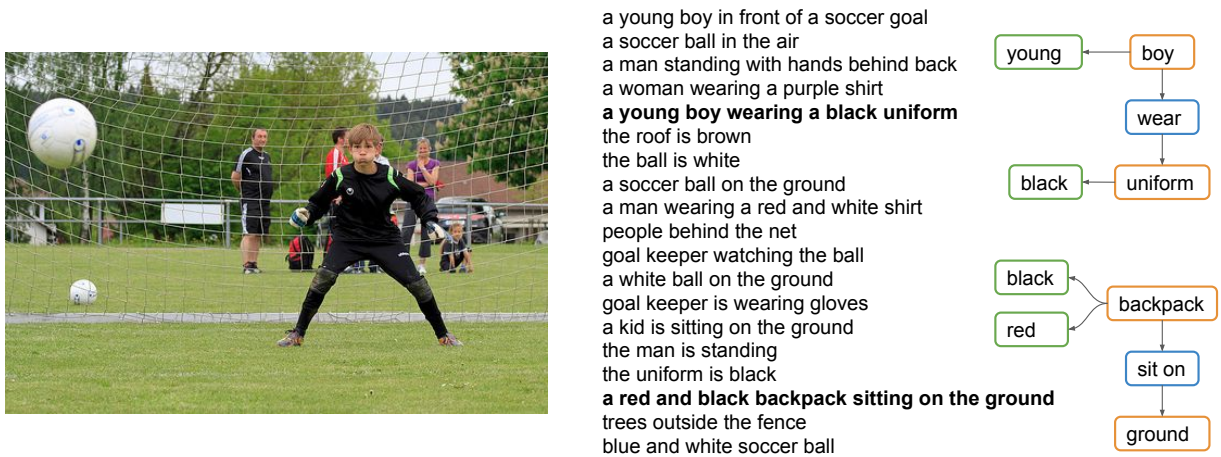 a young boy in front of a soccer goal
a soccer ball in the air
a man standing with hands behind back
a woman wearing a purple shirt
a young boy wearing a black uniform
the roof is brown
the ball is white
a soccer ball on the ground
a man wearing a red and white shirt
people behind the net
goal keeper watching the ball
a white ball on the ground
goal keeper is wearing gloves
a kid is sitting on the ground
the man is standing
the uniform is black
a red and black backpack sitting on the ground
trees outside the fence
blue and white soccer ball
young
boy
wear
black
uniform
black
backpack
red
sit on
ground